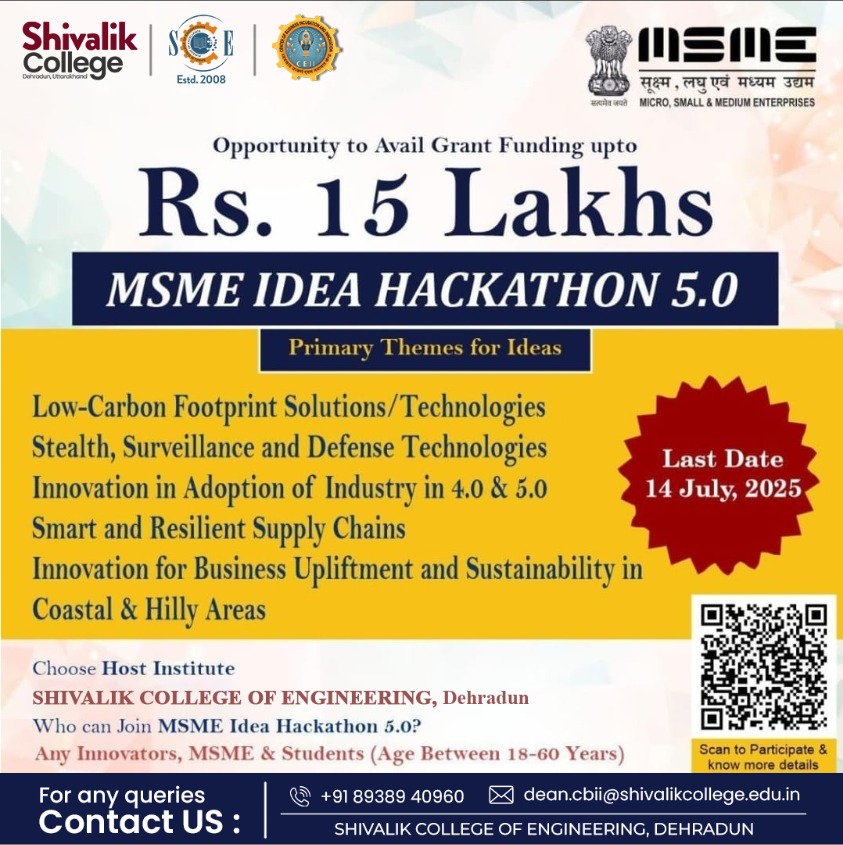 Shivalik
College
Dehradun, Uttarakhand
SCE
Estd. 2008
CBII
सत्यमेव जयते
MSME
सूक्ष्म, लघु एवं मध्यम उद्यम
MICRO, SMALL & MEDIUM ENTERPRISES
Opportunity to Avail Grant Funding upto
Rs. 15 Lakhs
MSME IDEA HACKATHON 5.0
Primary Themes for Ideas
Low-Carbon Footprint Solutions/Technologies
Stealth, Surveillance and Defense Technologies
Innovation in Adoption of Industry in 4.0 & 5.0
Smart and Resilient Supply Chains
Innovation for Business Upliftment and Sustainability in
Coastal & Hilly Areas
Last Date
14 July, 2025
Choose Host Institute
SHIVALIK COLLEGE OF ENGINEERING, Dehradun
Who can Join MSME Idea Hackathon 5.0?
Any Innovators, MSME & Students (Age Between 18-60 Years)
Scan to Participate &
know more details
For any queries
Contact US :
+91 89389 40960
dean.cbii@shivalikcollege.edu.in
SHIVALIK COLLEGE OF ENGINEERING, DEHRADUN